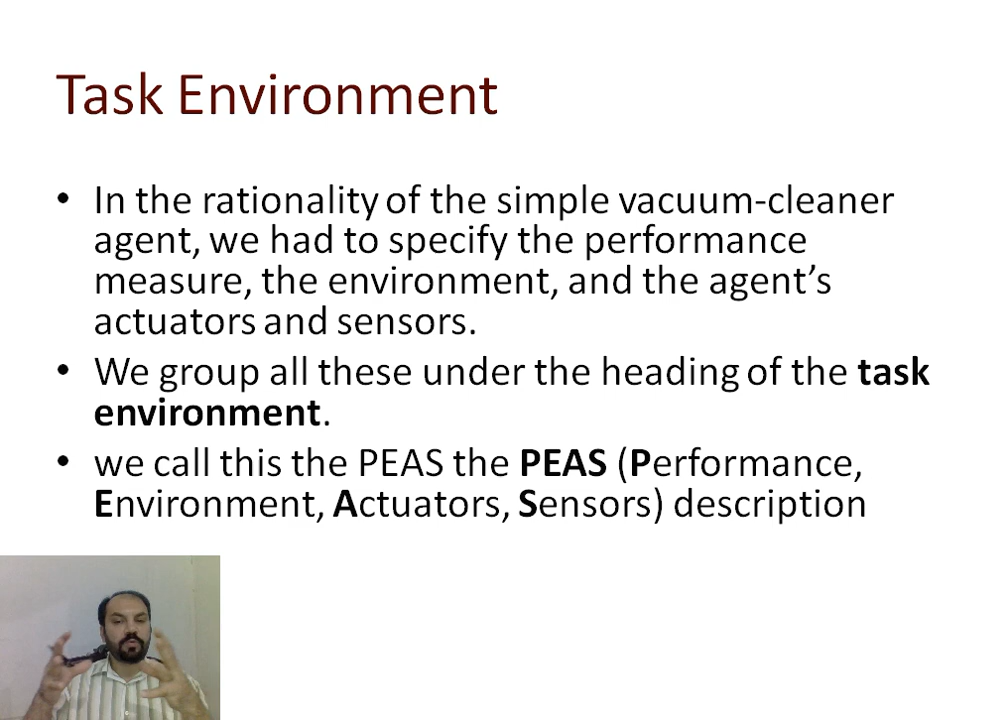 Task Environment
• In the rationality of the simple vacuum-cleaner
agent, we had to specify the performance
measure, the environment, and the agent's
actuators and sensors.
• We group all these under the heading of the task
environment.
• we call this the PEAS the PEAS (Performance,
Environment, Actuators, Sensors) description